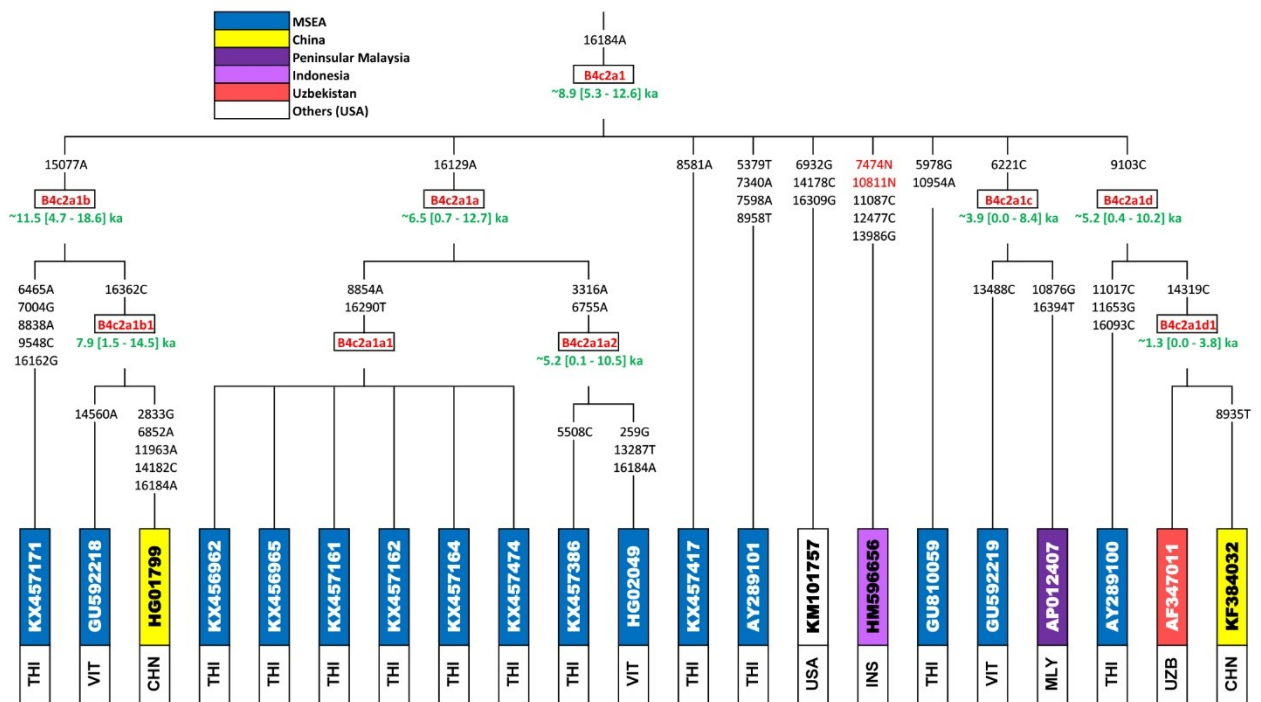 MSEA
China
Peninsular Malaysia
Indonesia
Uzbekistan
Others (USA)
16184A
B4c2a1
~8.9 [5.3 - 12.6] ka
15077A
B4c2a1b
~11.5 [4.7 - 18.6] ka
16129A
B4c2a1a
~6.5 [0.7 - 12.7] ka
8581A
5379T
7340A
7598A
8958T
6932G
14178C
16309G
7474N
10811N
11087C
12477C
13986G
5978G
10954A
6221C
B4c2a1c
~3.9 [0.0 - 8.4] ka
9103C
B4c2a1d
~5.2 [0.4 - 10.2] ka
6465A
7004G
8838A
9548C
16162G
16362C
B4c2a1b1
7.9 [1.5 - 14.5] ka
8854A
16290T
B4c2a1a1
3316A
6755A
B4c2a1a2
~5.2 [0.1 - 10.5] ka
13488C
10876G
16394T
11017C
11653G
16093C
14319C
B4c2a1d1
~1.3 [0.0 - 3.8] ka
14560A
2833G
6852A
11963A
14182C
16184A
5508C
259G
13287T
16184A
8935T
KX457171
GU592218
HG01799
KX456962
KX456965
KX457161
KX457162
KX457164
KX457474
KX457386
HG02049
KX457417
AY289101
KM101757
HM596656
GU810059
GU592219
AP012407
AY289100
AF347011
KF384032
THI
VIT
CHN
THI
THI
THI
THI
THI
THI
THI
VIT
THI
THI
USA
INS
THI
VIT
MLY
THI
UZB
CHN